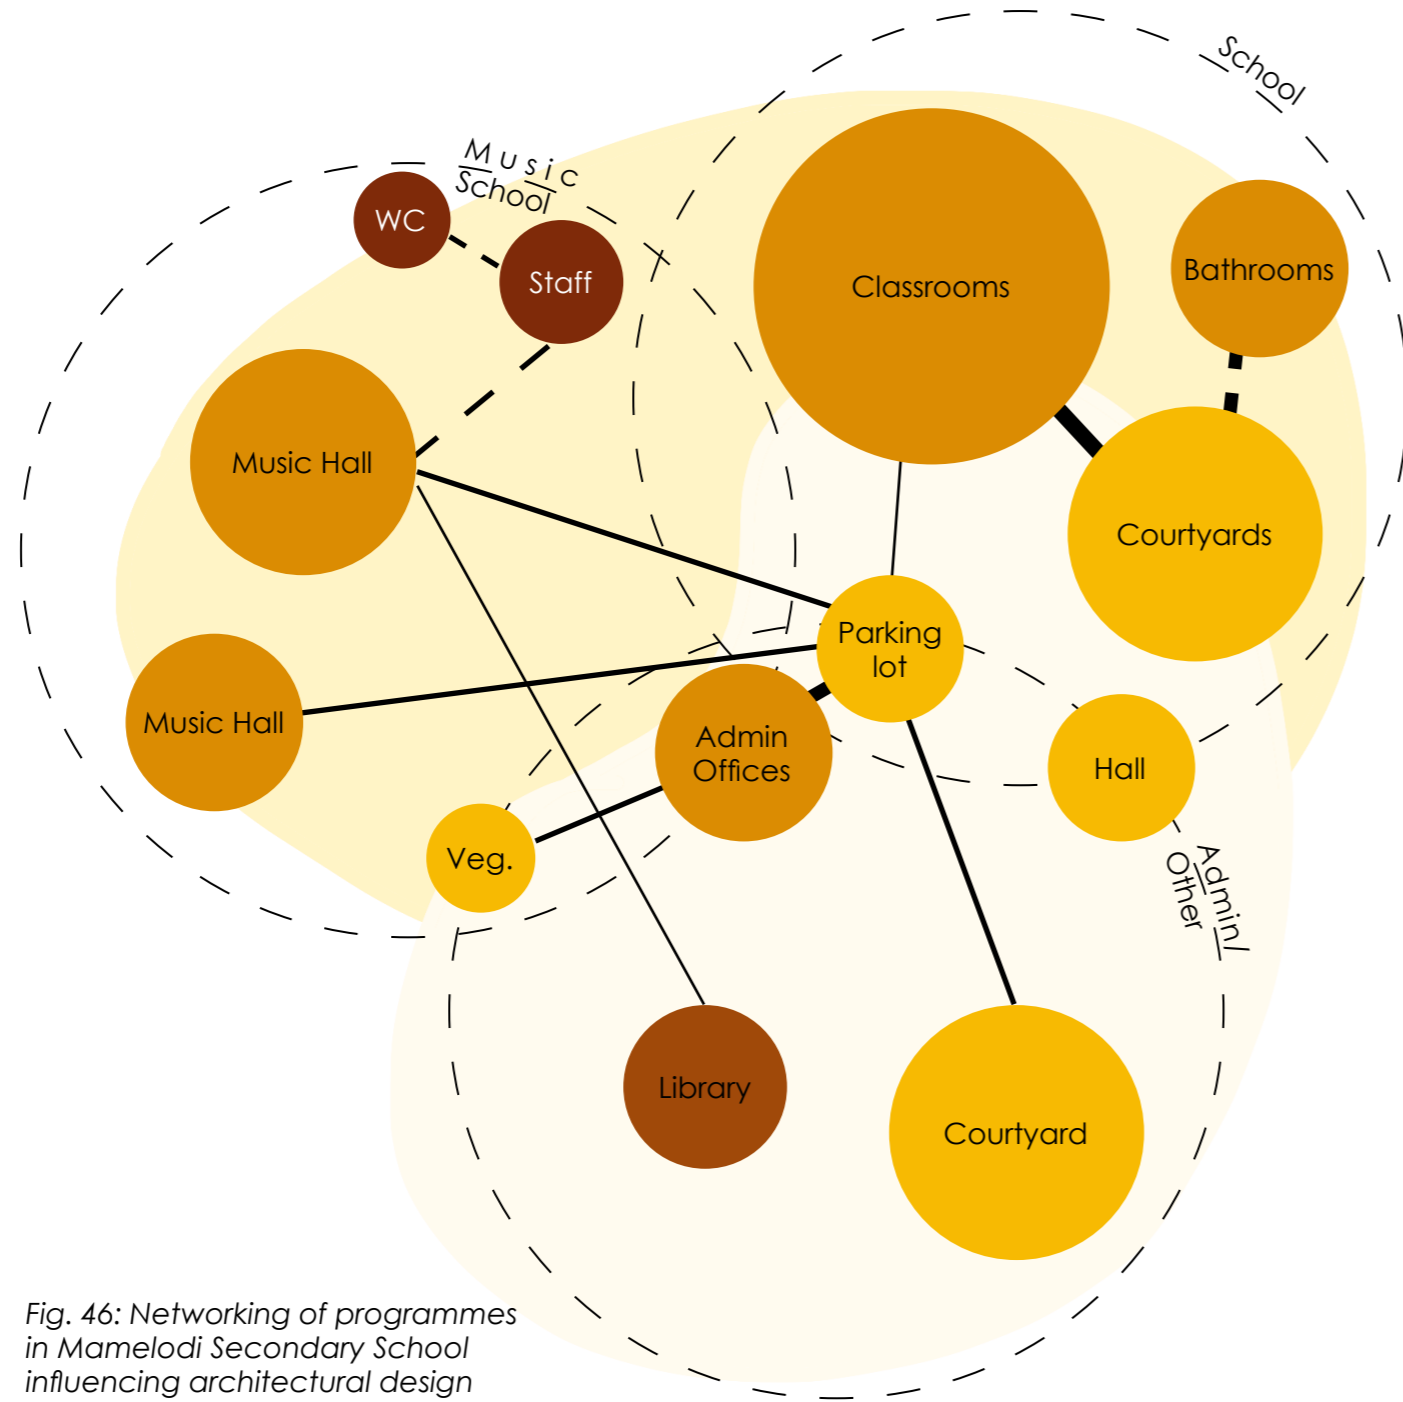 School
Music
School
WC
Staff
Classrooms
Bathrooms
Music Hall
Courtyards
Parking
lot
Music Hall
Admin
Offices
Hall
Veg.
Admin/
Other
Library
Courtyard
Fig. 46: Networking of programmes
in Mamelodi Secondary School
influencing architectural design